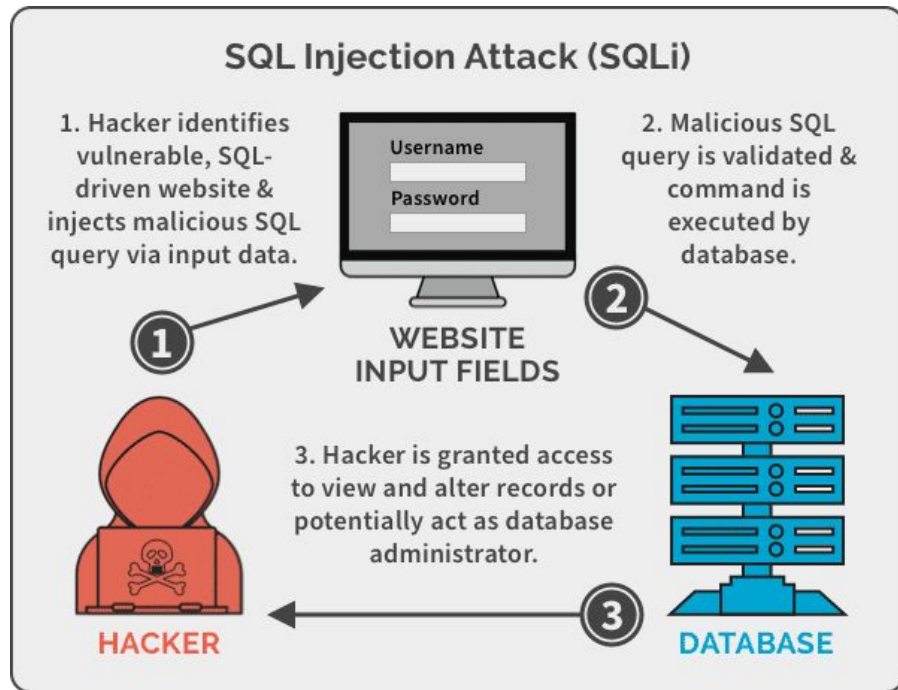 SQL Injection Attack (SQLi)
1. Hacker identifies
vulnerable, SQL-
driven website &
injects malicious SQL
query via input data.
Username
Password
2. Malicious SQL
query is validated &
command is
executed by
database.
1
2
WEBSITE
INPUT FIELDS
3. Hacker is granted access
to view and alter records or
potentially act as database
administrator.
3
HACKER
DATABASE